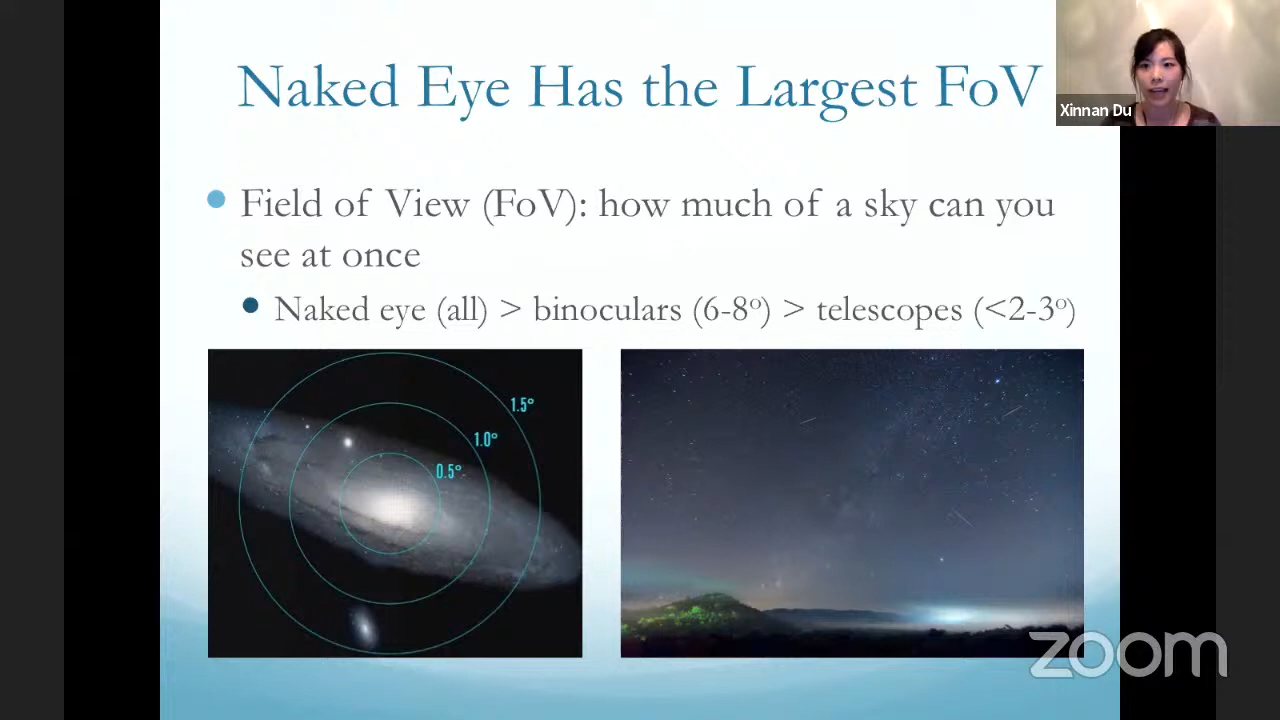 Naked Eye Has the Largest FoV
Xinnan Du
Field of View (FoV): how much of a sky can you
see at once
Naked eye (all) > binoculars (6-8°) > telescopes (<2-3°)
1.5°
1.0°
0.5°
zoom